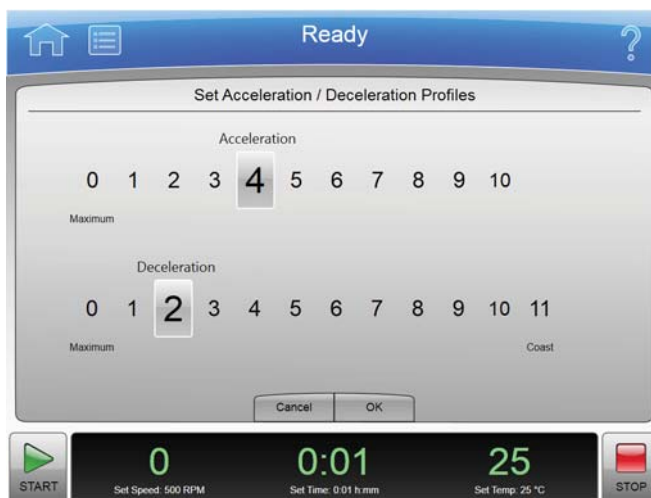 Ready
Set Acceleration / Deceleration Profiles
Acceleration
0 1 2 3 4 5 6 7 8 9 10
Maximum
Deceleration
0 1 2 3 4 5 6 7 8 9 10 11
Maximum Coast
Cancel OK
0 0:01 25
START Set Speed: 500 RPM Set Time: 0:01 h:mm Set Temp: 25 °C STOP